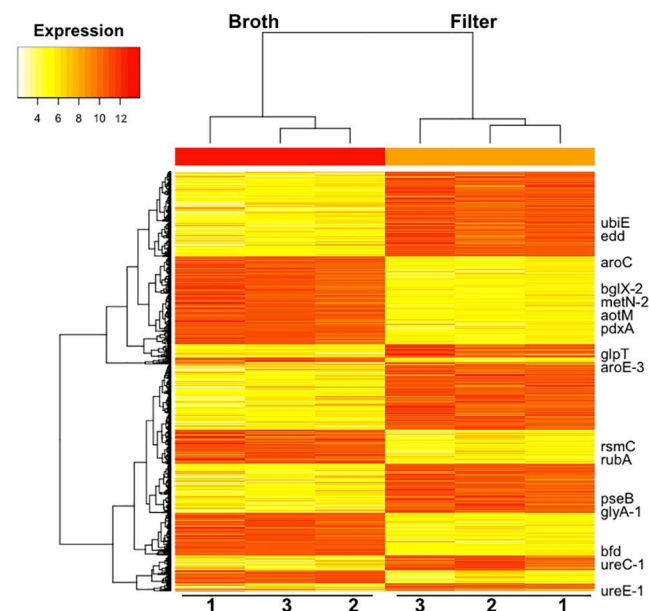 Broth
Filter
Expression
4 6 8 10 12
ubiE
edd
aroC
bglX-2
metN-2
aotM
pdxA
glpT
aroE-3
rsmC
rubA
pseB
glyA-1
bfd
ureC-1
ureE-1
1 3 2 3 2 1